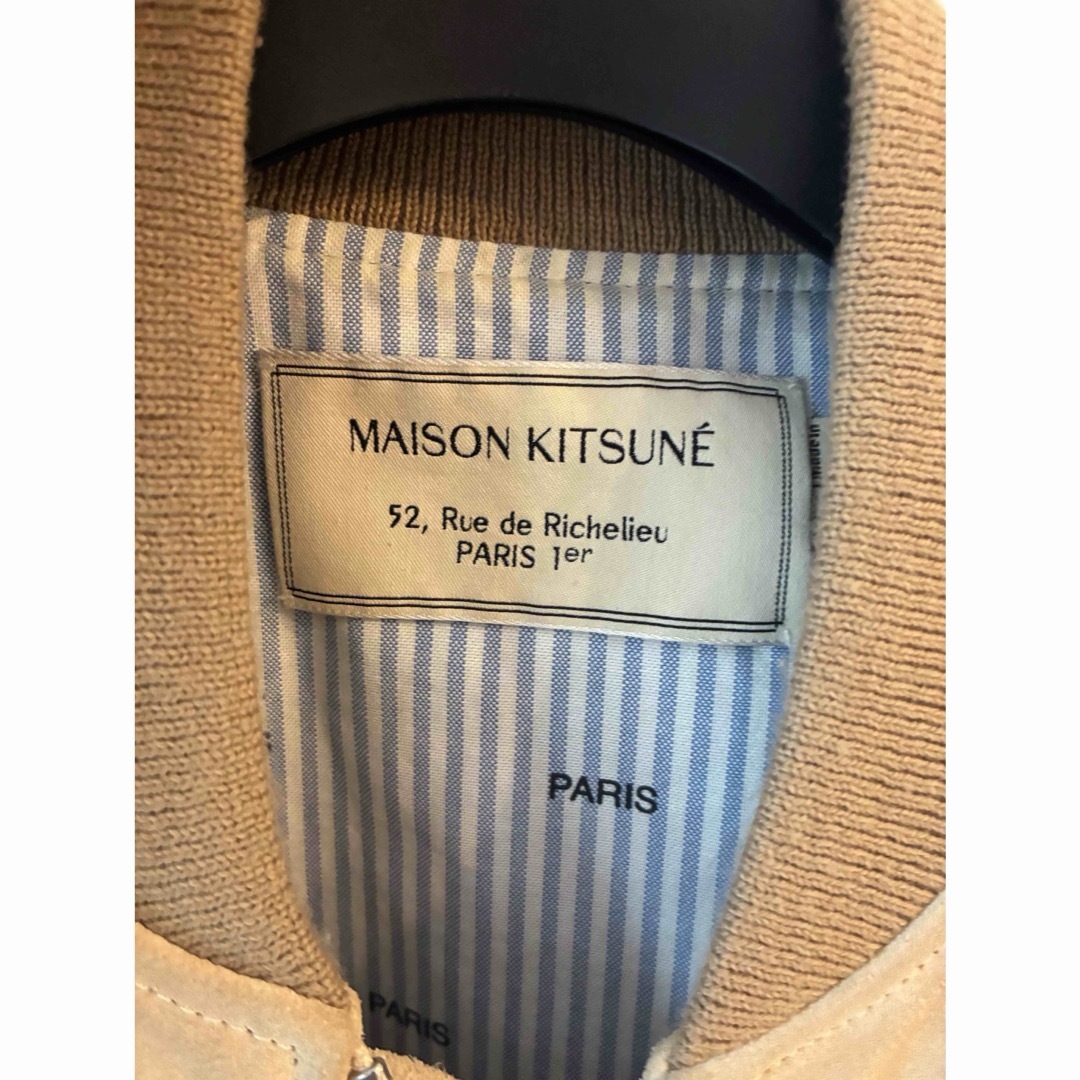 MAISON KITSUNÉ
52, Rue de Richelieu
PARIS 1er
PARIS
PARIS